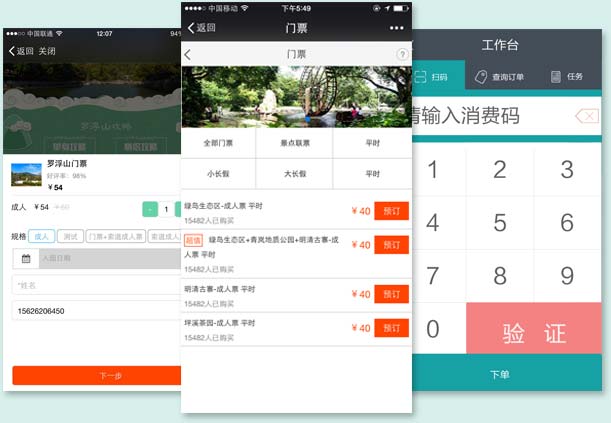 中国联通 12:07 94%
返回 关闭
罗浮山攻略
罗浮山门票
好评率: 98%
¥ 54
成人 ¥ 54 ¥ 60 - 1
规格 成人 测试 门票+索道成人票 索道成人票
入园日期
*姓名
15626206450
下一步
中国移动 下午5:49
返回 门票
门票 ?
全部门票 景点联票 平时
小长假 大长假 平时
绿鸟生态区-成人票 平时
15482人已购买
¥ 40 预订
超值 绿鸟生态区+青岚地质公园+明清古寨-成
人票 平时
15482人已购买
¥ 40 预订
明清古寨-成人票 平时
15482人已购买
¥ 40 预订
坪溪茶园-成人票 平时
15482人已购买
¥ 40 预订
工作台
扫码 查询订单 任务
请输入消费码
1 2 3
4 5 6
7 8 9
0 验 证
下单